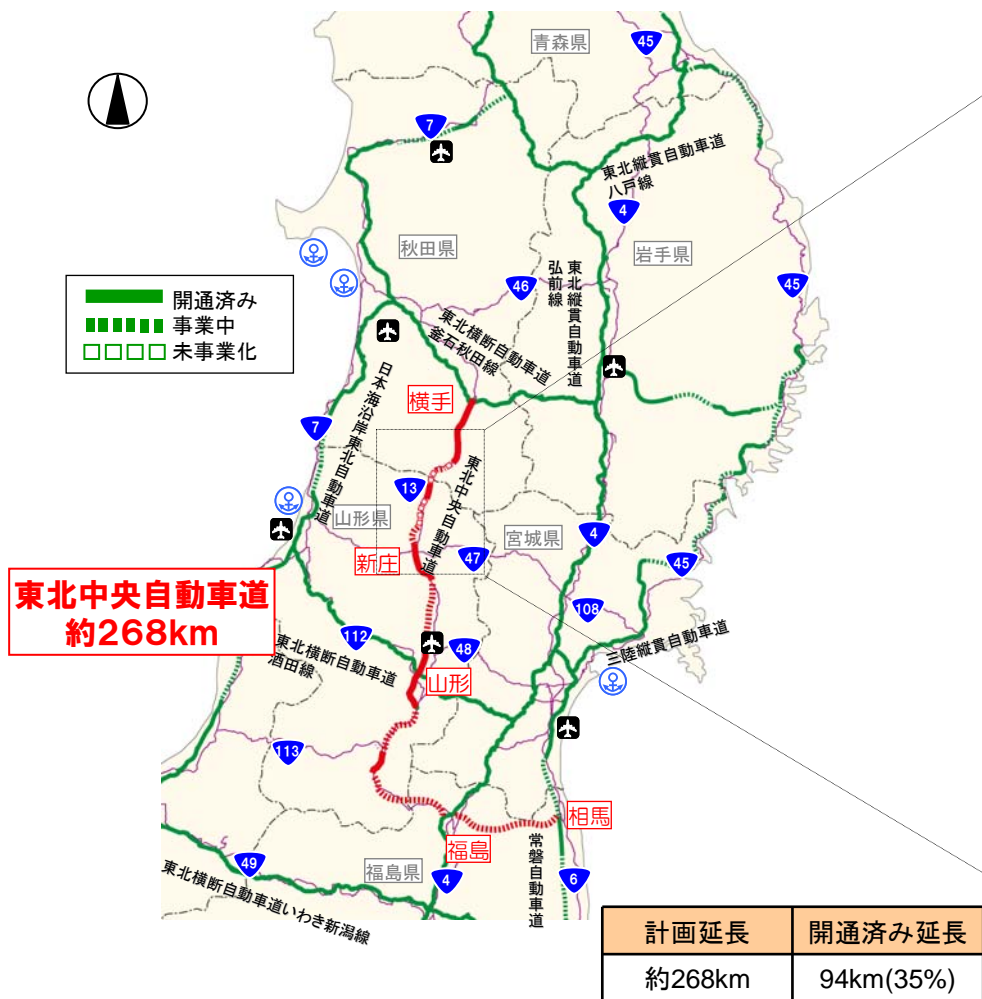 青森県
45
7
東北縦貫自動車道
八戸線
4
秋田県
岩手県
46
45
東北縦貫自動車道
弘前線
開通済み
事業中
未事業化
東北横断自動車道
釜石秋田線
日本海沿岸東北自動車道
横手
7
13
東北中央自動車道
山形県
宮城県
4
新庄
47
45
東北中央自動車道
約268km
108
112
48
東北横断自動車道
酒田線
三陸縦貫自動車道
山形
113
相馬
福島
常磐自動車道
49
福島県
4
6
東北横断自動車道いわき新潟線
計画延長
開通済み延長
約268km
94km(35%)